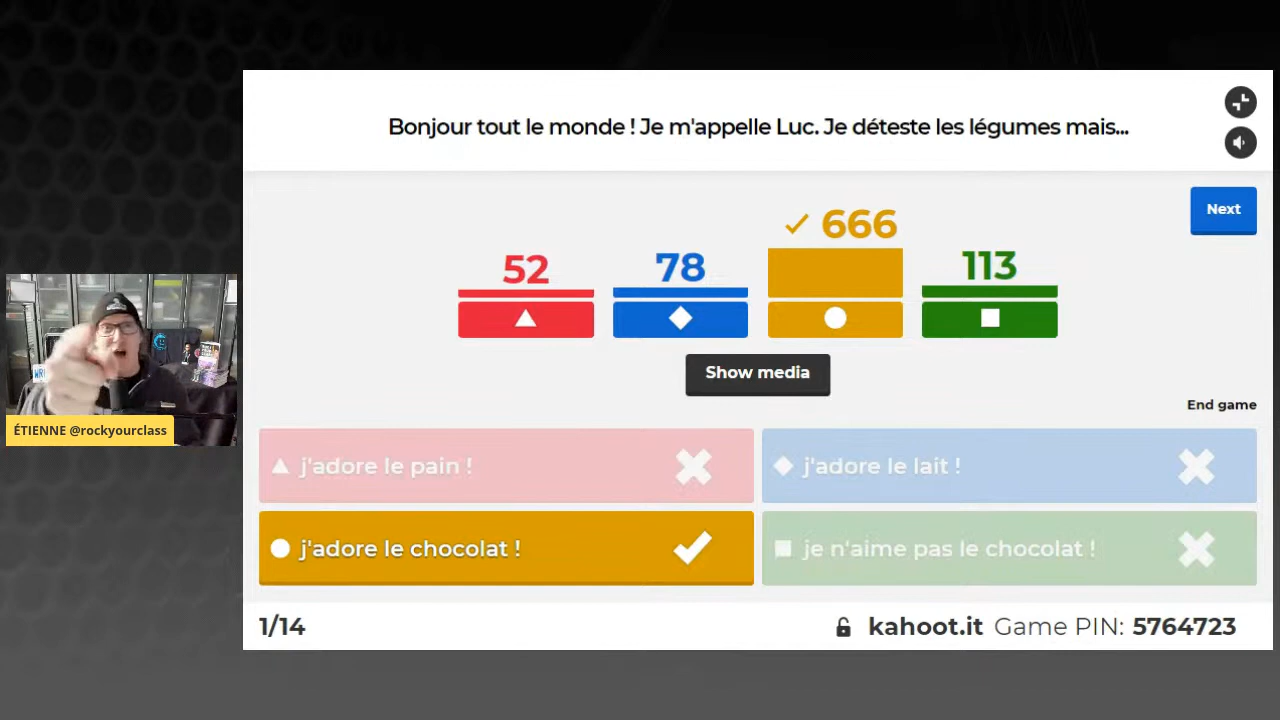 Bonjour tout le monde ! Je m'appelle Luc. Je déteste les légumes mais...
Next
52
78
666
113
Show media
End game
j'adore le pain !
j'adore le lait !
j'adore le chocolat !
je n'aime pas le chocolat !
ÉTIENNE @rockyourclass
1/14
kahoot.it Game PIN: 5764723